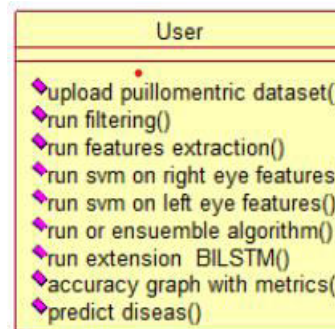 User
upload puillomentric dataset(
run filtering()
run features extraction()
run svm on right eye features
run svm on left eye features()
run or ensuemble algorithm()
run extension BILSTM()
accuracy graph with metrics(
predict diseas()